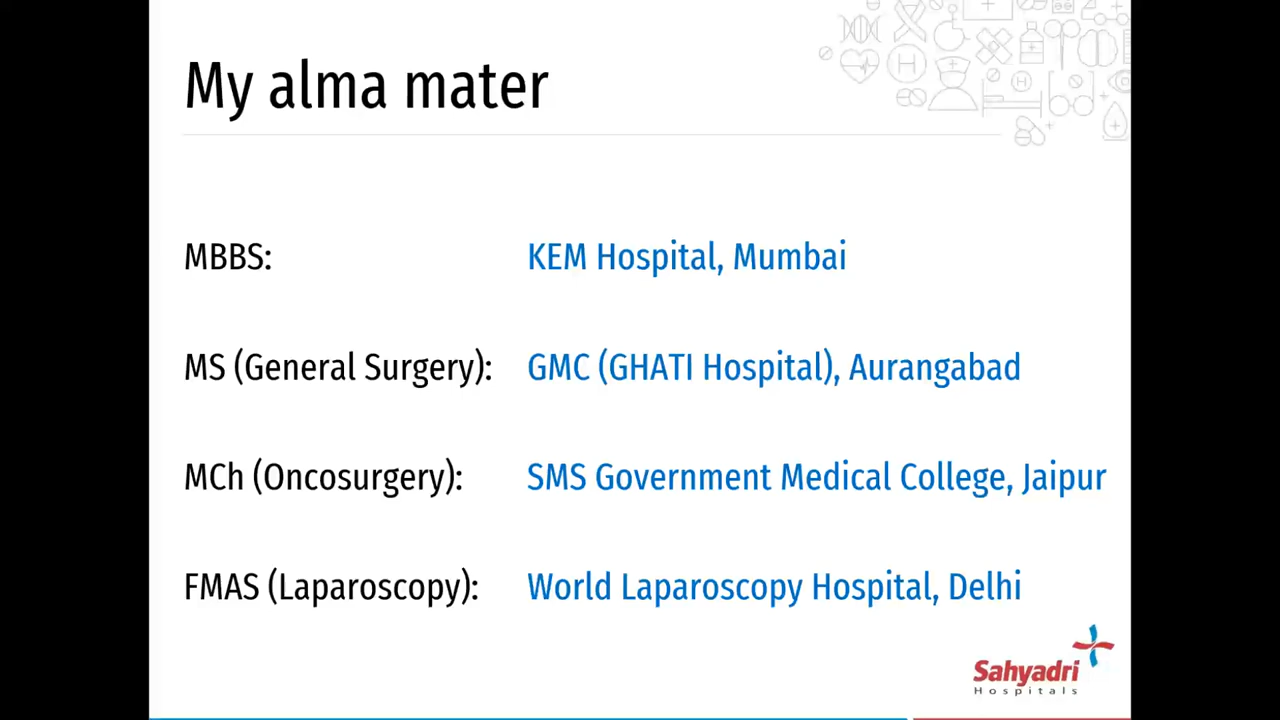 My alma mater
MBBS: KEM Hospital, Mumbai
MS (General Surgery): GMC (GHATI Hospital), Aurangabad
MCh (Oncosurgery): SMS Government Medical College, Jaipur
FMAS (Laparoscopy): World Laparoscopy Hospital, Delhi
Sahyadri
Hospitals